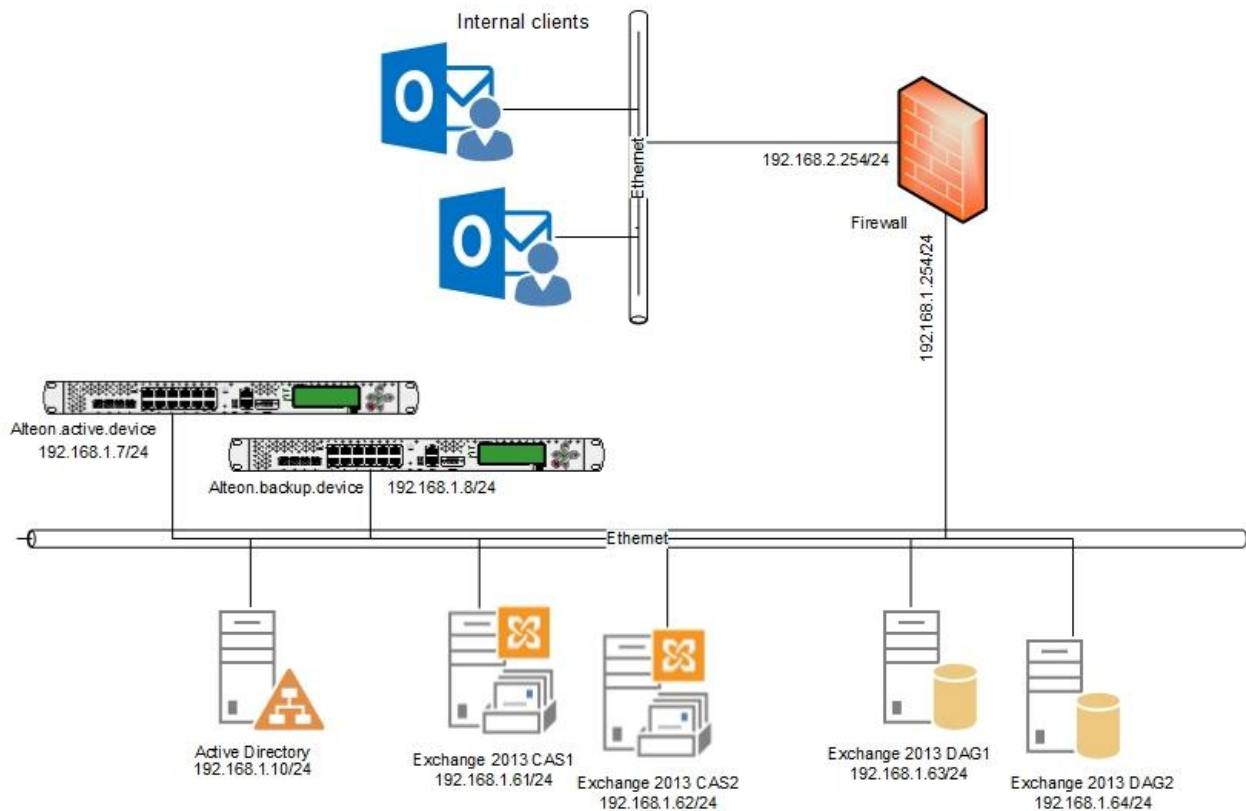 Internal clients
O
Ethernet
192.168.2.254/24
O
Firewall
192.168.1.254/24
Alteon.active.device
192.168.1.7/24
Alteon.backup.device
192.168.1.8/24
Ethernet
Active Directory
192.168.1.10/24
Exchange 2013 CAS1
192.168.1.61/24
Exchange 2013 CAS2
192.168.1.62/24
Exchange 2013 DAG1
192.168.1.63/24
Exchange 2013 DAG2
192.168.1.64/24